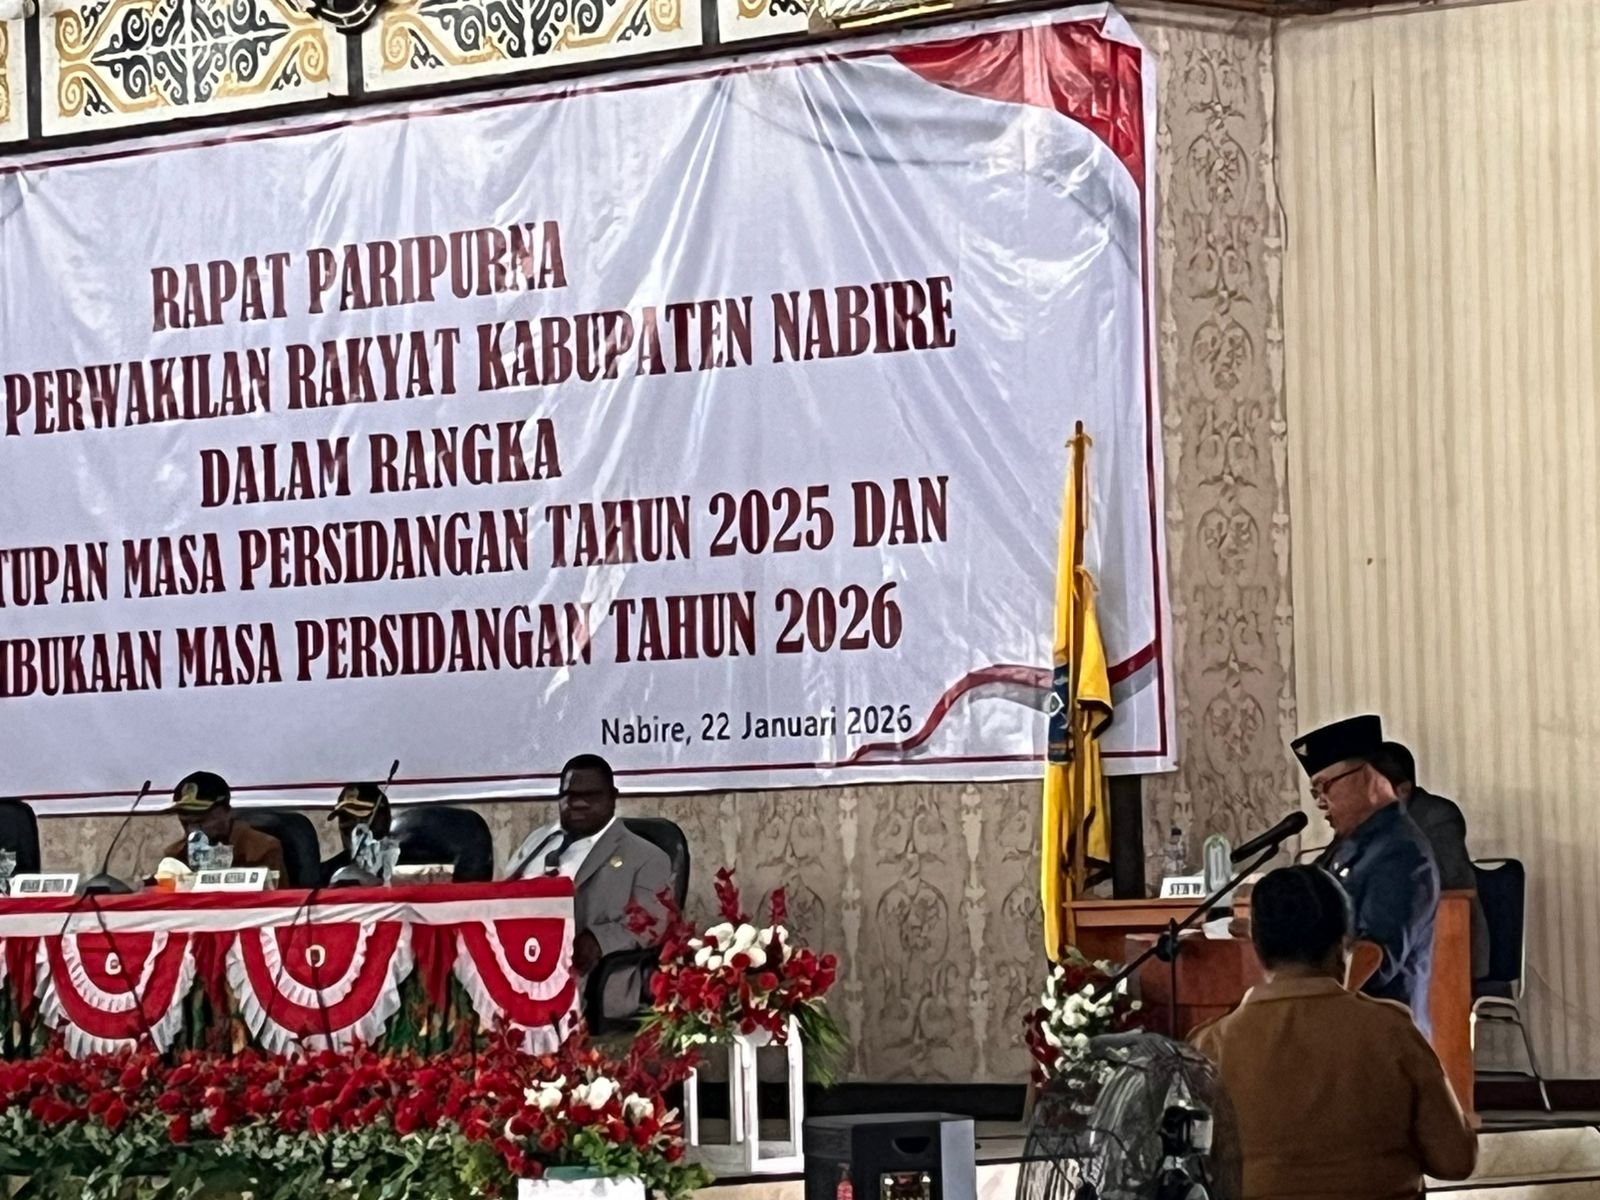 RAPAT PARIPURNA
PERWAKILAN RAKYAT KABUPATEN NABIRE
DALAM RANGKA
TUPAN MASA PERSIDANGAN TAHUN 2025 DAN
BUKAAN MASA PERSIDANGAN TAHUN 2026
Nabire, 22 Januari 2026